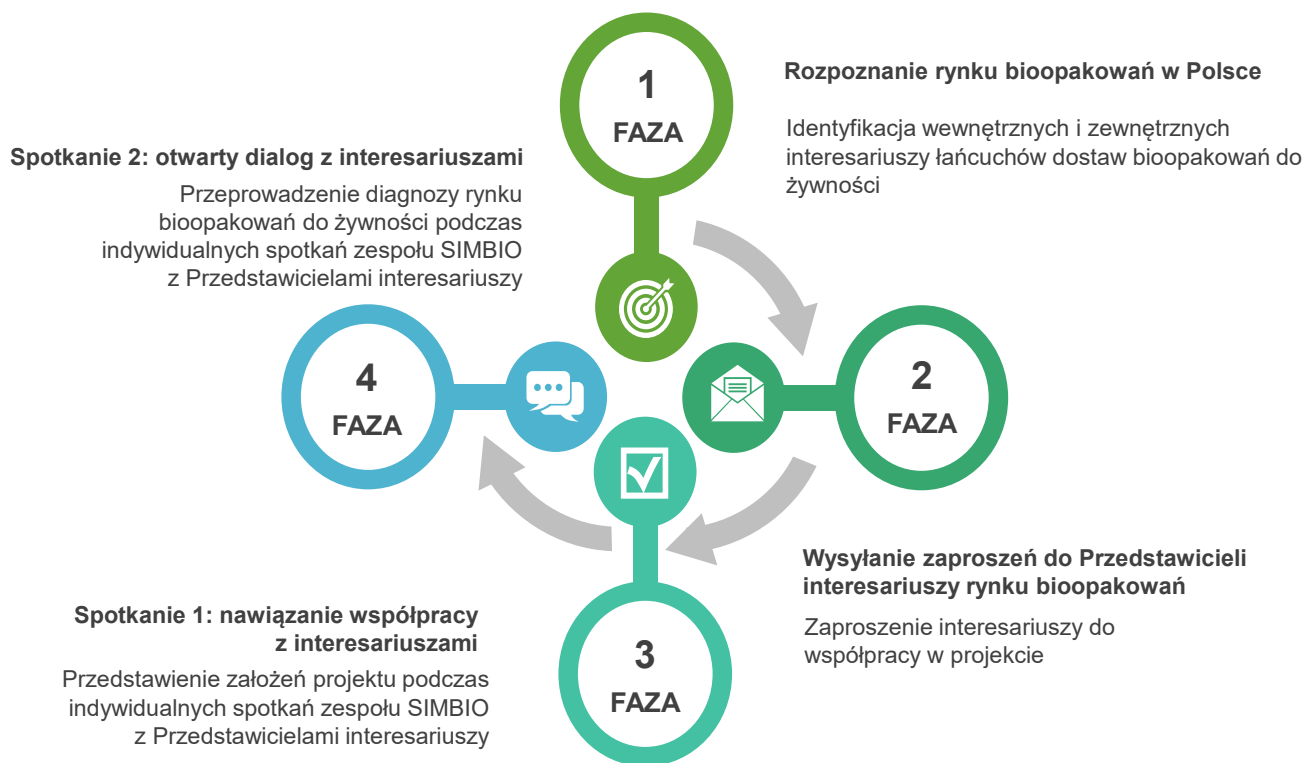 1
FAZA
Rozpoznanie rynku bioopakowań w Polsce
Identyfikacja wewnętrznych i zewnętrznych
interesariuszy łańcuchów dostaw bioopakowań do
żywności
2
FAZA
Wysyłanie zaproszeń do Przedstawicieli
interesariuszy rynku bioopakowań
Zaproszenie interesariuszy do
współpracy w projekcie
3
FAZA
Spotkanie 1: nawiązanie współpracy
z interesariuszami
Przedstawienie założeń projektu podczas
indywidualnych spotkań zespołu SIMBIO
z Przedstawicielami interesariuszy
4
FAZA
Spotkanie 2: otwarty dialog z interesariuszami
Przeprowadzenie diagnozy rynku
bioopakowań do żywności podczas
indywidualnych spotkań zespołu SIMBIO
z Przedstawicielami interesariuszy